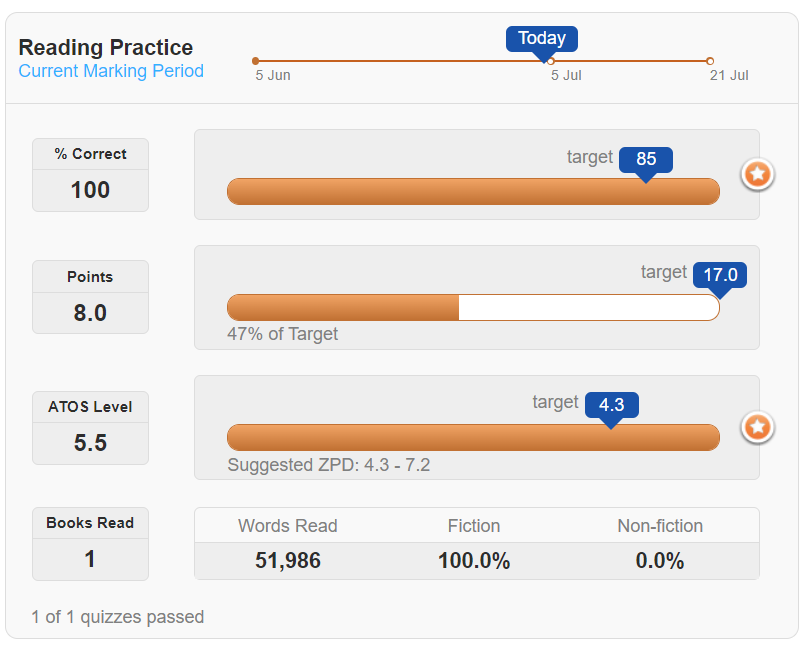 Reading Practice
Current Marking Period
Today
5 Jun
5 Jul
21 Jul
% Correct
100
target 85
Points
8.0
target 17.0
47% of Target
ATOS Level
5.5
target 4.3
Suggested ZPD: 4.3 - 7.2
Books Read
1
Words Read Fiction Non-fiction
51,986 100.0% 0.0%
1 of 1 quizzes passed